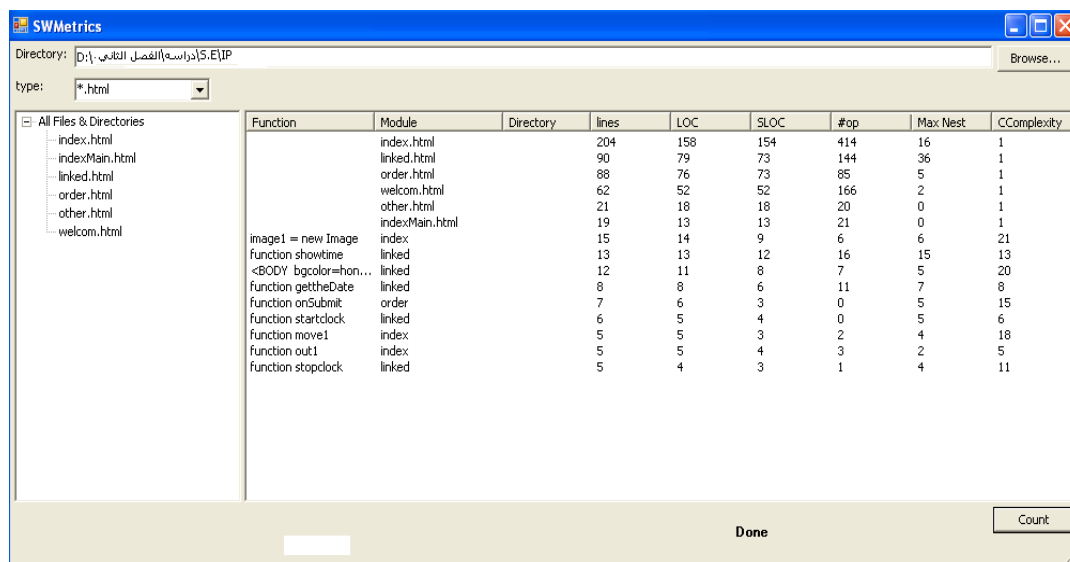 SWMetrics
Directory: D:\۰الفصل الثاني\دراسه\S.E\IP Browse...
type: *.html
All Files & Directories
index.html
indexMain.html
linked.html
order.html
other.html
welcom.html
Function Module Directory lines LOC SLOC #op Max Nest CComplexity
index.html 204 158 154 414 16 1
linked.html 90 79 73 144 36 1
order.html 88 76 73 85 5 1
welcom.html 62 52 52 166 2 1
other.html 21 18 18 20 0 1
indexMain.html 19 13 13 21 0 1
image1 = new Image index 15 14 9 6 6 21
function showtime linked 13 13 12 16 15 13
<BODY bgcolor=hon... linked 12 11 8 7 5 20
function gettheDate linked 8 8 6 11 7 8
function onSubmit order 7 6 3 0 5 15
function startclock linked 6 5 4 0 5 6
function move1 index 5 5 3 2 4 18
function out1 index 5 5 4 3 2 5
function stopclock linked 5 4 3 1 4 11
Count
Done